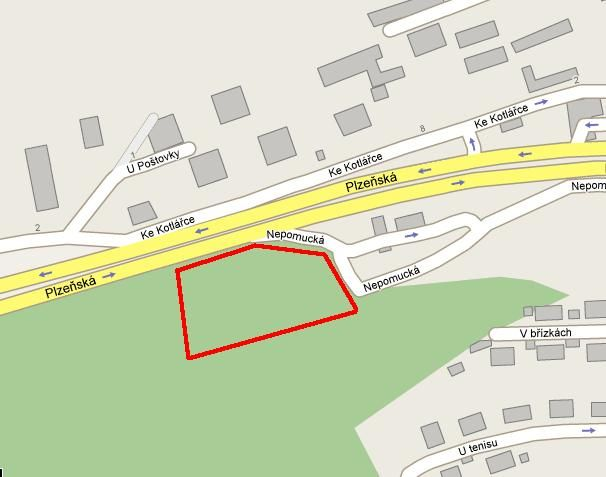 2
Ke Kotlářce
8
1
U Poštovky
Ke Kotlářce
Plzeňská
2
Ke Kotlářce
Nepom
Nepomucká
Plzeňská
Nepomucká
V břízkách
U tenisu